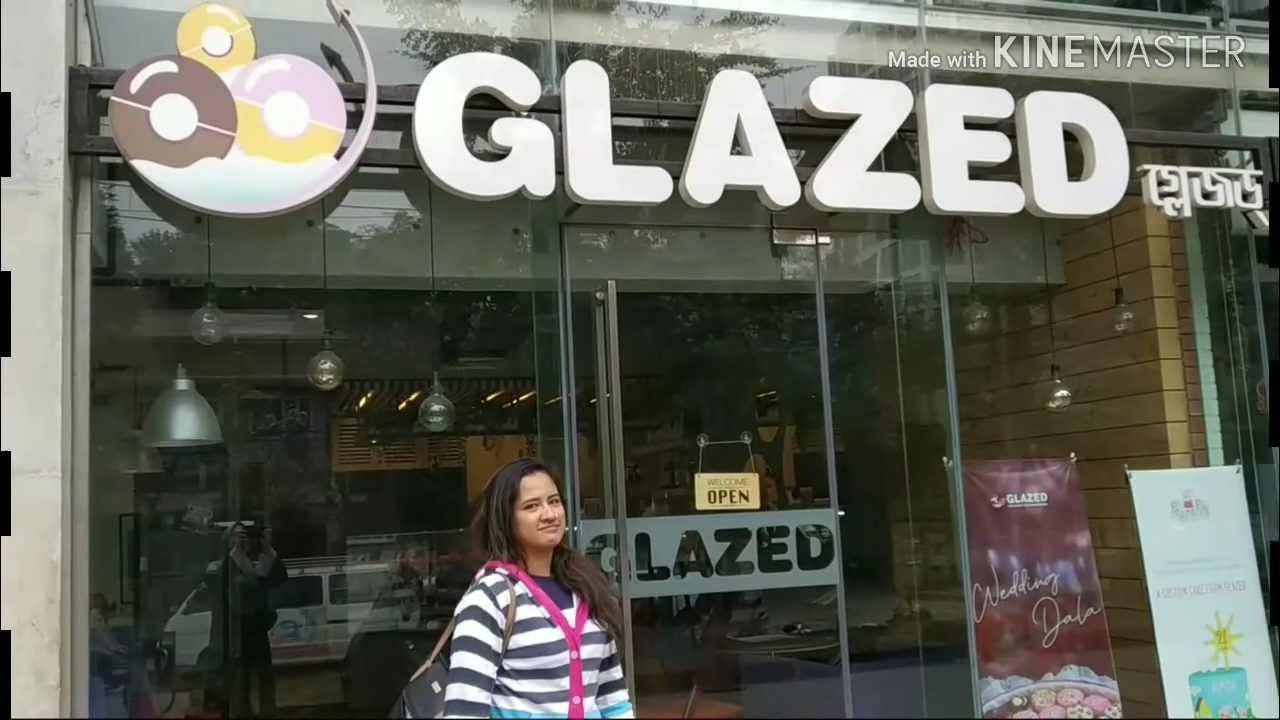 Made with KINEMASTER
GLAZED
গ্লেজড্
WELCOME
OPEN
GLAZED
GLAZED
Wedding
Dala
A CUSTOM CAKE FROM GLAZED